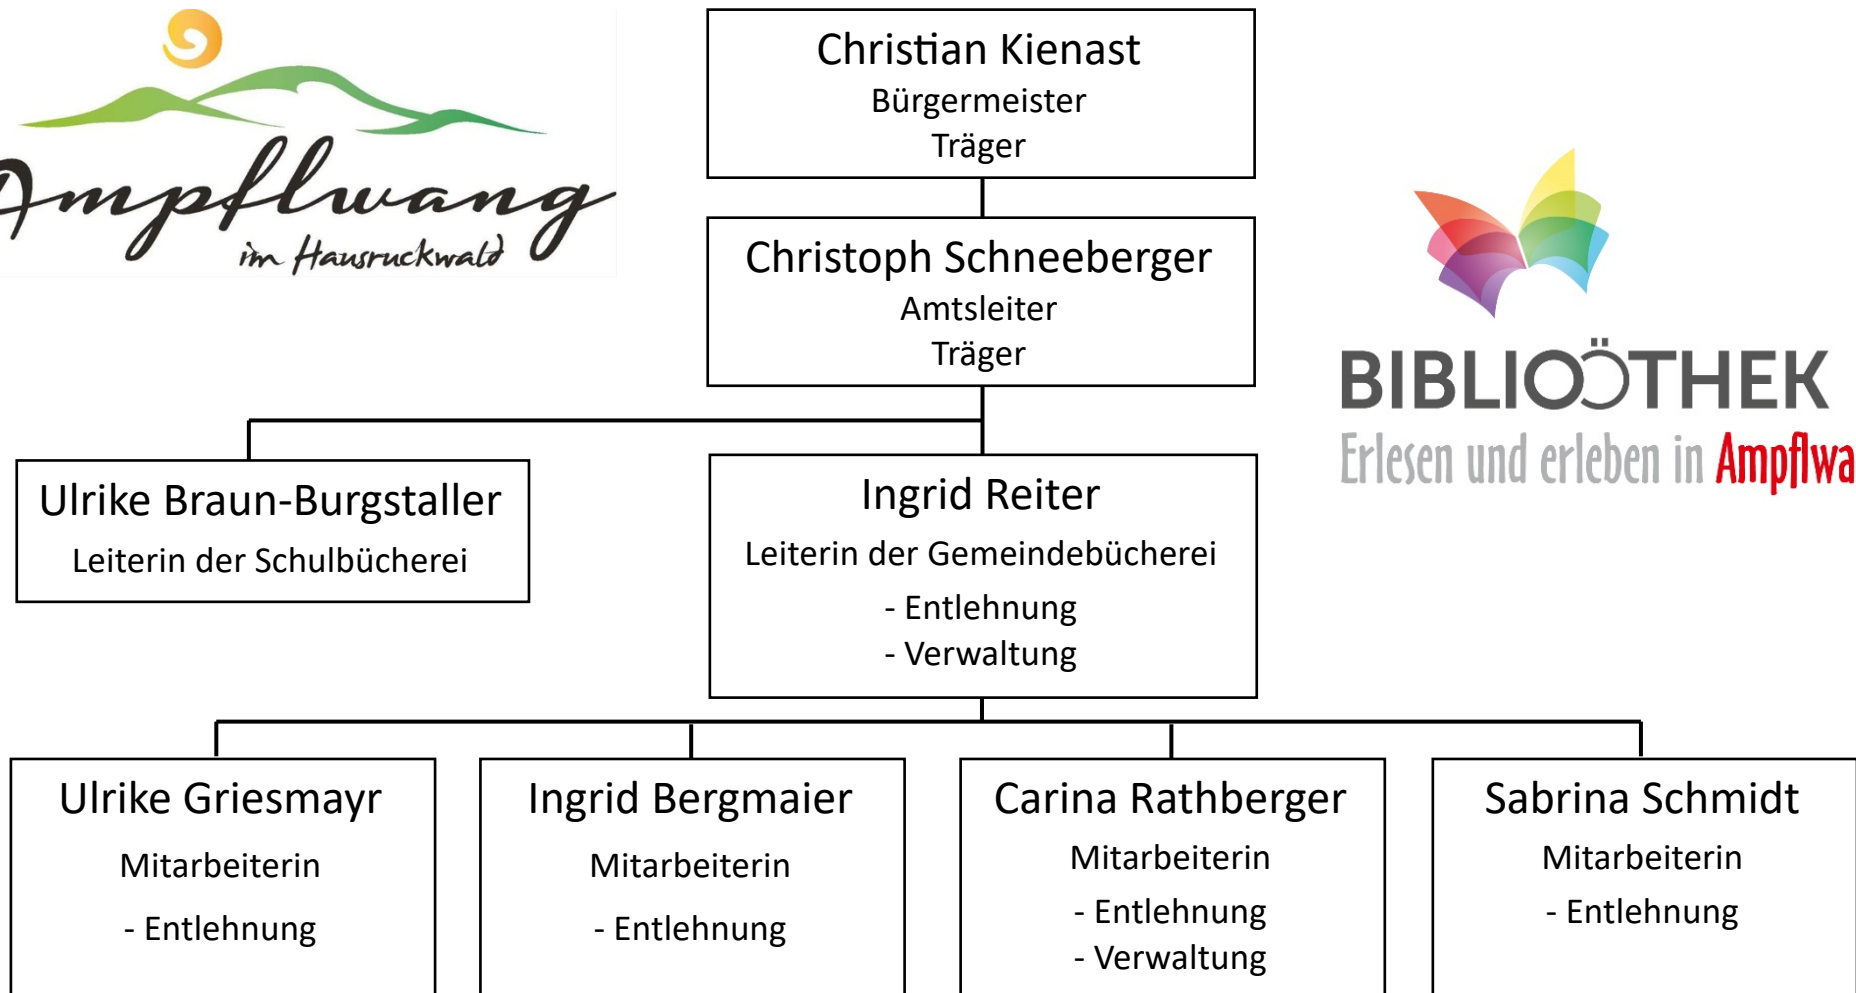 Ampflwang
im Hausruckwald
Christian Kienast
Bürgermeister
Träger
Christoph Schneeberger
Amtsleiter
Träger
BIBLIOÖTHEK
Erlesen und erleben in Ampflwa
Ulrike Braun-Burgstaller
Leiterin der Schulbücherei
Ingrid Reiter
Leiterin der Gemeindebücherei
- Entlehnung
- Verwaltung
Ulrike Griesmayr
Mitarbeiterin
- Entlehnung
Ingrid Bergmaier
Mitarbeiterin
- Entlehnung
Carina Rathberger
Mitarbeiterin
- Entlehnung
- Verwaltung
Sabrina Schmidt
Mitarbeiterin
- Entlehnung